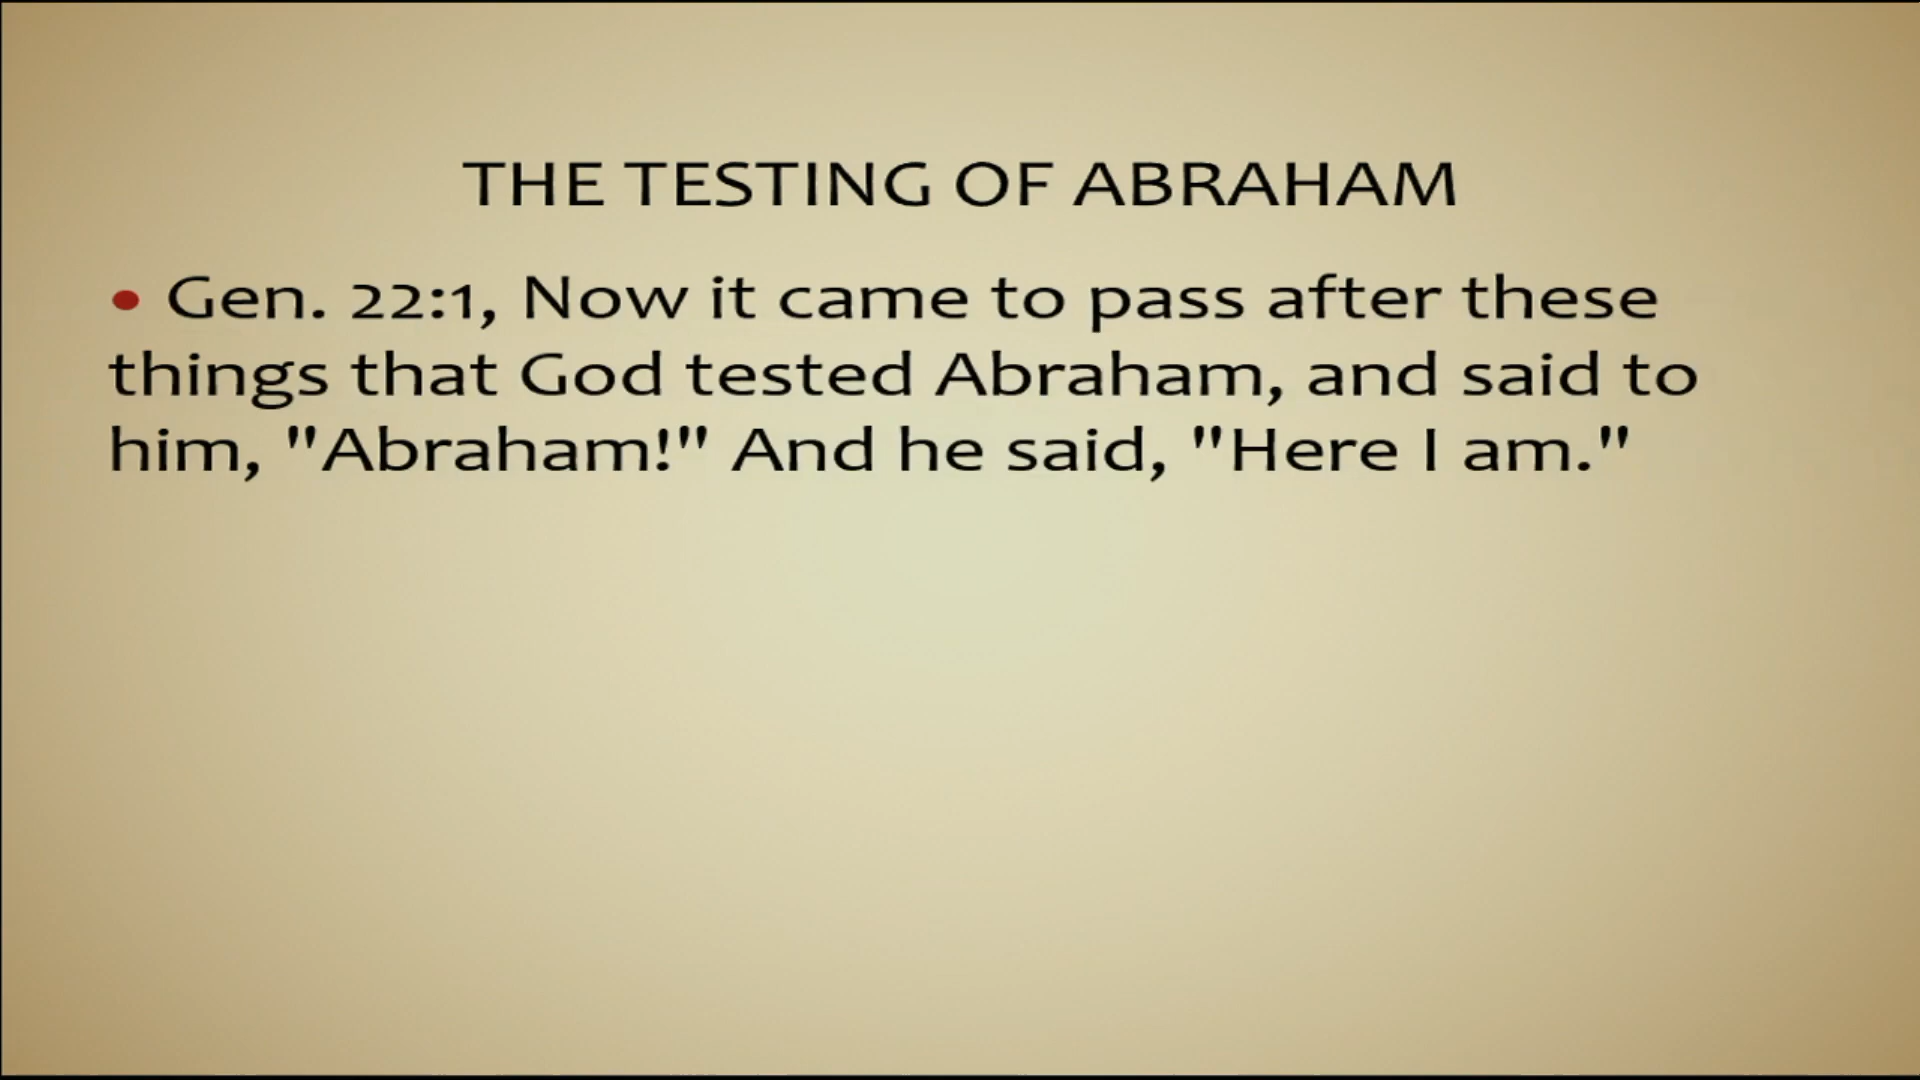 THE TESTING OF ABRAHAM
• Gen. 22:1, Now it came to pass after these
things that God tested Abraham, and said to
him, "Abraham!" And he said, "Here I am."